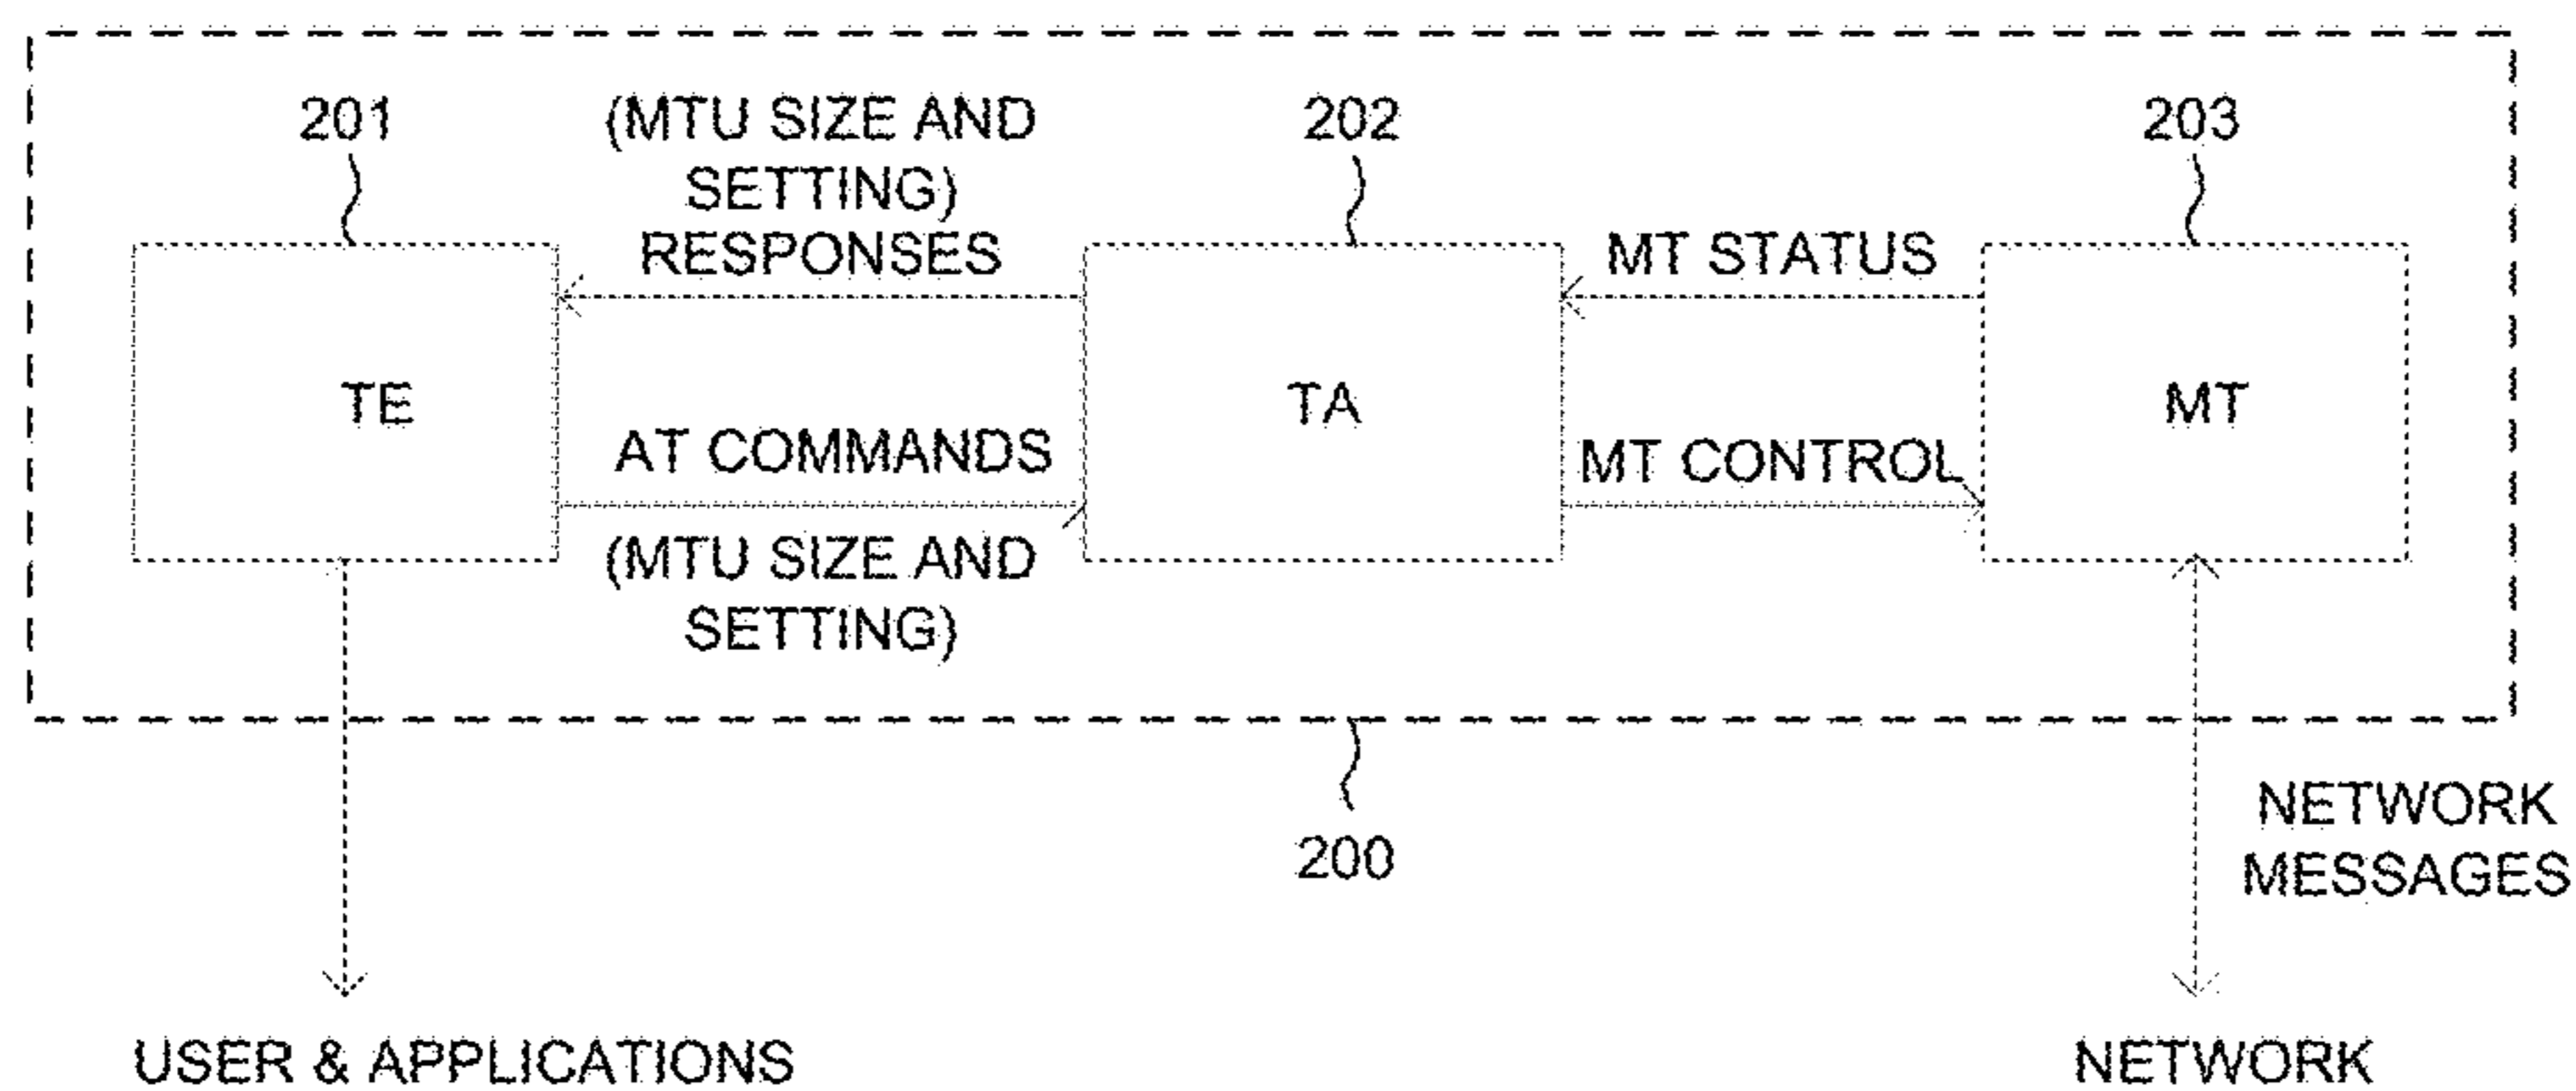 201
(MTU SIZE AND
SETTING)
RESPONSES
202
203
MT STATUS
TE
TA
MT
AT COMMANDS
MT CONTROL
(MTU SIZE AND
SETTING)
200
NETWORK
MESSAGES
USER & APPLICATIONS
NETWORK